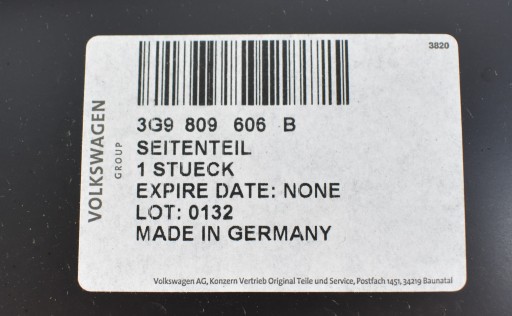 3820
VOLKSWAGEN
GROUP
3G9 809 606 B
SEITENTEIL
1 STUECK
EXPIRE DATE: NONE
LOT: 0132
MADE IN GERMANY
Volkswagen AG, Konzern Vertrieb Original Teile und Service, Postfach 1451, 34219 Baunatal